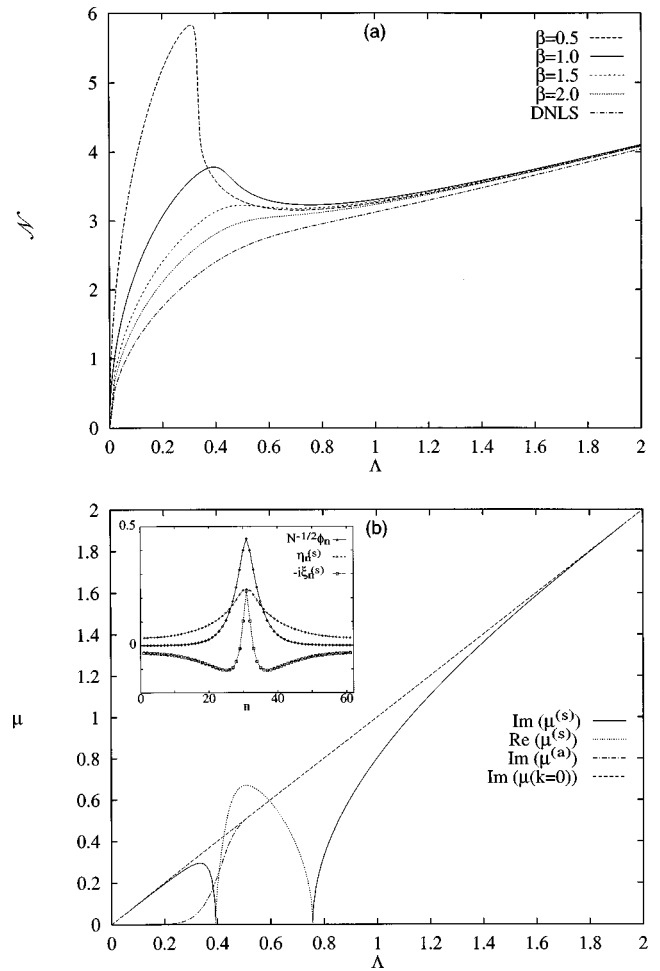 (a)
6
5
4
3
2
1
0
𝒩
β=0.5
β=1.0
β=1.5
β=2.0
DNLS
0 0.2 0.4 0.6 0.8 1 1.2 1.4 1.6 1.8 2
Λ
(b)
2
1.8
1.6
1.4
1.2
1
0.8
0.6
0.4
0.2
0
μ
0.5
0
N^{-1/2}ϕ_n
η_n^{(s)}
-iξ_n^{(s)}
0 20 40 60
n
Im (μ^{(s)})
Re (μ^{(s)})
Im (μ^{(a)})
Im (μ(k=0))
0 0.2 0.4 0.6 0.8 1 1.2 1.4 1.6 1.8 2
Λ